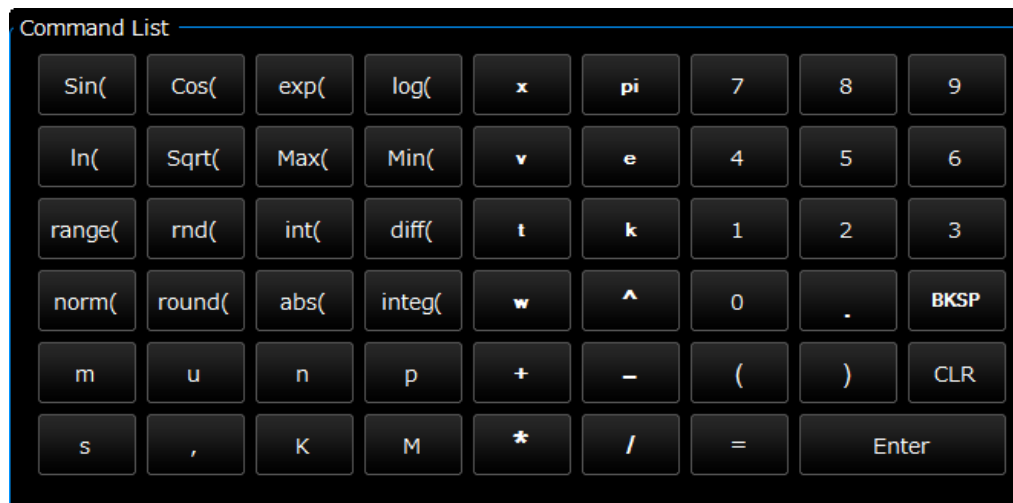 Command List
Sin( Cos( exp( log( x pi 7 8 9
ln( Sqrt( Max( Min( v e 4 5 6
range( rnd( int( diff( t k 1 2 3
norm( round( abs( integ( w ^ 0 . BKSP
m u n p + - ( ) CLR
s , K M * / = Enter